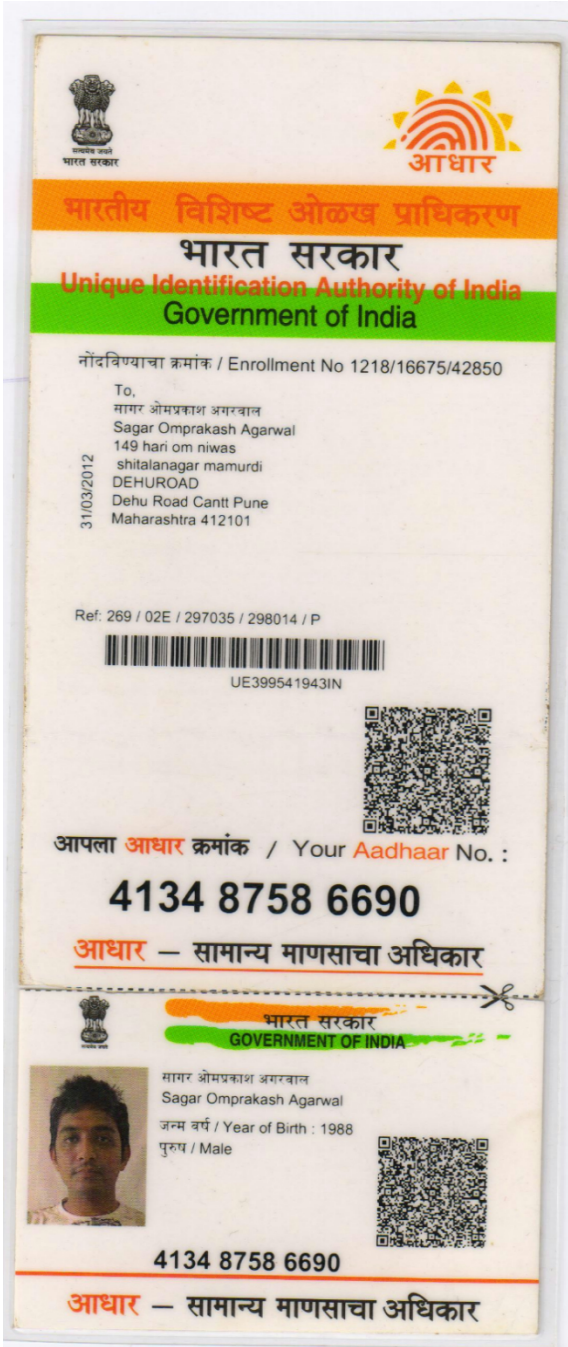 सत्यमेव जयते
भारत सरकार
आधार
भारतीय विशिष्ट ओळख प्राधिकरण
भारत सरकार
Unique Identification Authority of India
Government of India
नोंदविण्याचा क्रमांक / Enrollment No 1218/16675/42850
To,
सागर ओमप्रकाश अगरवाल
Sagar Omprakash Agarwal
149 hari om niwas
shitalanagar mamurdi
DEHUROAD
Dehu Road Cantt Pune
Maharashtra 412101
31/03/2012
Ref: 269 / 02E / 297035 / 298014 / P
UE399541943IN
आपला आधार क्रमांक / Your Aadhaar No. :
4134 8758 6690
आधार – सामान्य माणसाचा अधिकार
भारत सरकार
GOVERNMENT OF INDIA
सागर ओमप्रकाश अगरवाल
Sagar Omprakash Agarwal
जन्म वर्ष / Year of Birth : 1988
पुरुष / Male
4134 8758 6690
आधार – सामान्य माणसाचा अधिकार